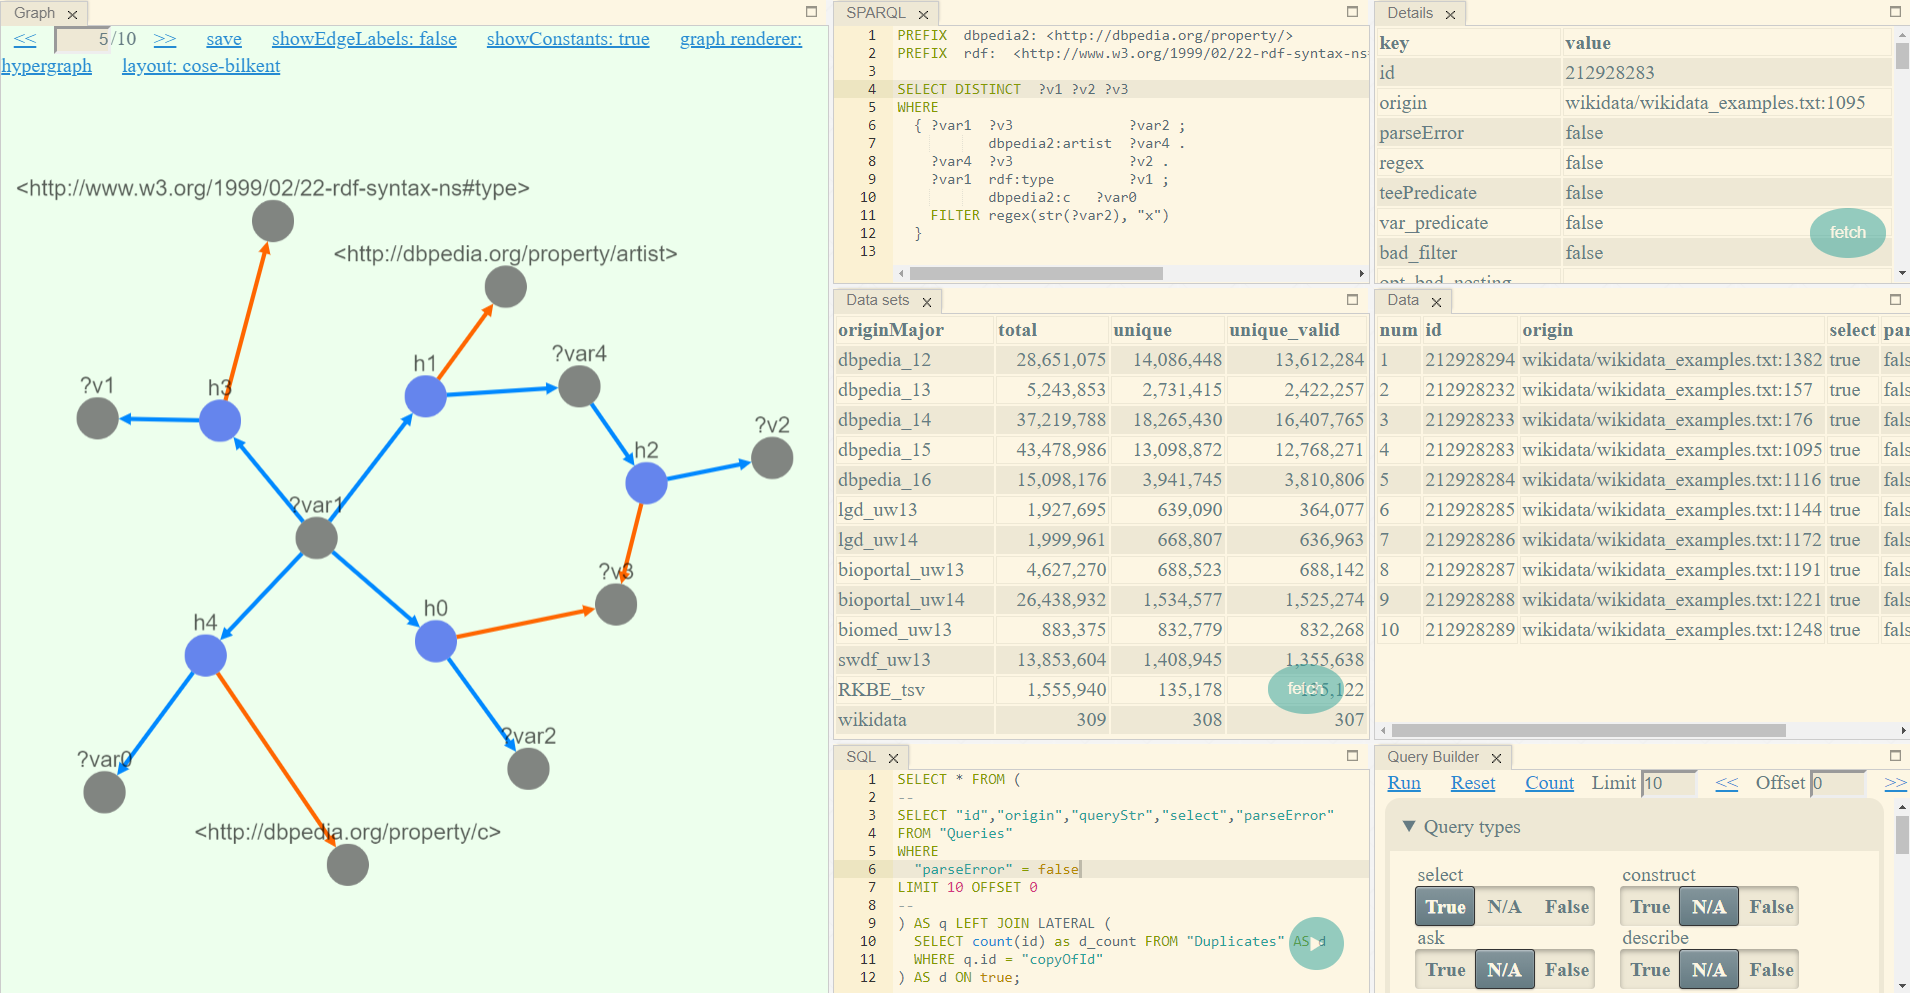 Graph
<< 5/10 >> save showEdgeLabels: false showConstants: true graph renderer:
hypergraph layout: cose-bilkent
<http://www.w3.org/1999/02/22-rdf-syntax-ns#type>
<http://dbpedia.org/property/artist>
?var4
h1
?v1
h3
?v2
h2
?var1
?v3
h0
h4
?var2
?var0
<http://dbpedia.org/property/c>
SPARQL
1 PREFIX dbpedia2: <http://dbpedia.org/property/>
2 PREFIX rdf: <http://www.w3.org/1999/02/22-rdf-syntax-ns
3
4 SELECT DISTINCT ?v1 ?v2 ?v3
5 WHERE
6 { ?var1 ?v3 ?var2 ;
7 dbpedia2:artist ?var4 .
8 ?var4 ?v3 ?v2 .
9 ?var1 rdf:type ?v1 ;
10 dbpedia2:c ?var0
11 FILTER regex(str(?var2), "x")
12 }
13
Details
key value
id 212928283
origin wikidata/wikidata_examples.txt:1095
parseError false
regex false
teePredicate false
var_predicate false
fetch
bad_filter false
opt_bad_nesting
Data sets
originMajor total unique unique_valid
dbpedia_12 28,651,075 14,086,448 13,612,284
dbpedia_13 5,243,853 2,731,415 2,422,257
dbpedia_14 37,219,788 18,265,430 16,407,765
dbpedia_15 43,478,986 13,098,872 12,768,271
dbpedia_16 15,098,176 3,941,745 3,810,806
lgd_uw13 1,927,695 639,090 364,077
lgd_uw14 1,999,961 668,807 636,963
bioportal_uw13 4,627,270 688,523 688,142
bioportal_uw14 26,438,932 1,534,577 1,525,274
biomed_uw13 883,375 832,779 832,268
swdf_uw13 13,853,604 1,408,945 1,355,638
RKBE_tsv 1,555,940 135,178
fetch
wikidata 309 308 307
Data
num id origin select par
1 212928294 wikidata/wikidata_examples.txt:1382 true fals
2 212928232 wikidata/wikidata_examples.txt:157 true fals
3 212928233 wikidata/wikidata_examples.txt:176 true fals
4 212928283 wikidata/wikidata_examples.txt:1095 true fals
5 212928284 wikidata/wikidata_examples.txt:1116 true fals
6 212928285 wikidata/wikidata_examples.txt:1144 true fals
7 212928286 wikidata/wikidata_examples.txt:1172 true fals
8 212928287 wikidata/wikidata_examples.txt:1191 true fals
9 212928288 wikidata/wikidata_examples.txt:1221 true fals
10 212928289 wikidata/wikidata_examples.txt:1248 true fals
SQL
1 SELECT * FROM (
2 --
3 SELECT "id","origin","queryStr","select","parseError"
4 FROM "Queries"
5 WHERE
6 "parseError" = false
7 LIMIT 10 OFFSET 0
8 --
9 ) AS q LEFT JOIN LATERAL (
10 SELECT count(id) as d_count FROM "Duplicates" AS d
11 WHERE q.id = "copyOfId"
12 ) AS d ON true;
Query Builder
Run Reset Count Limit 10 << Offset 0 >>
Query types
select construct
True N/A False True N/A False
ask describe
True N/A False True N/A False